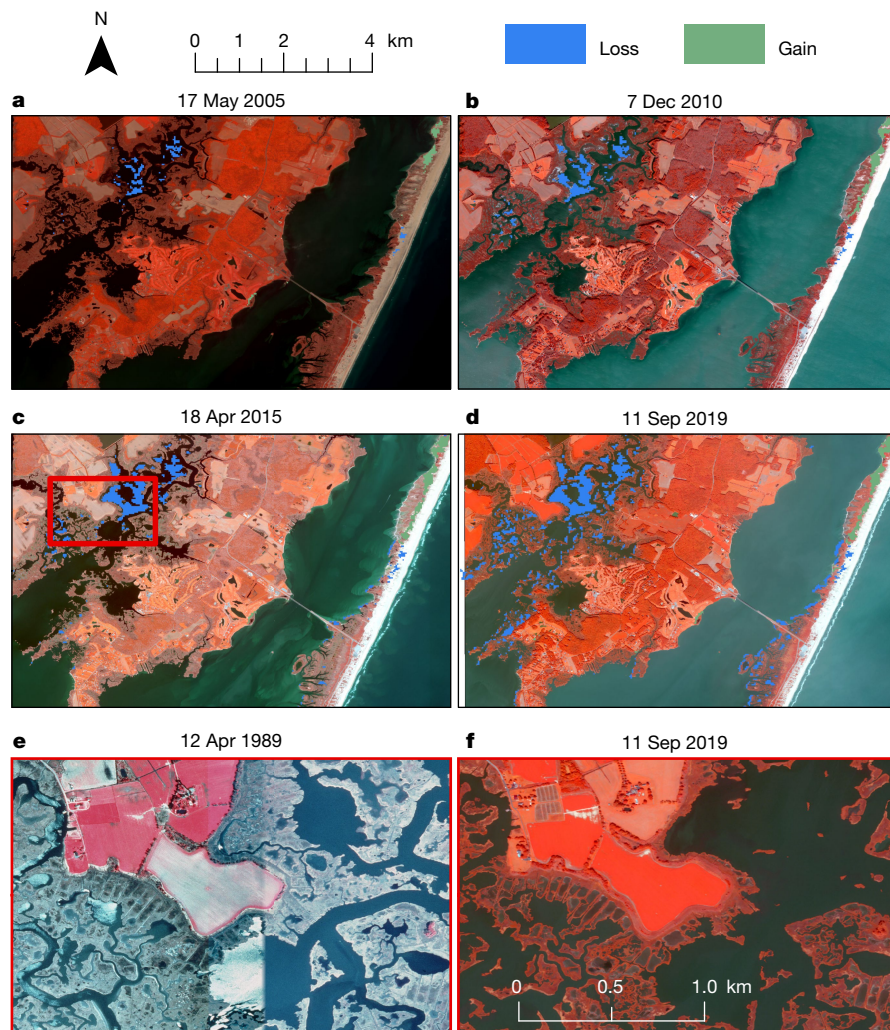 N
0 1 2 4 km
Loss
Gain
a 17 May 2005
b 7 Dec 2010
c 18 Apr 2015
d 11 Sep 2019
e 12 Apr 1989
f 11 Sep 2019
0 0.5 1.0 km